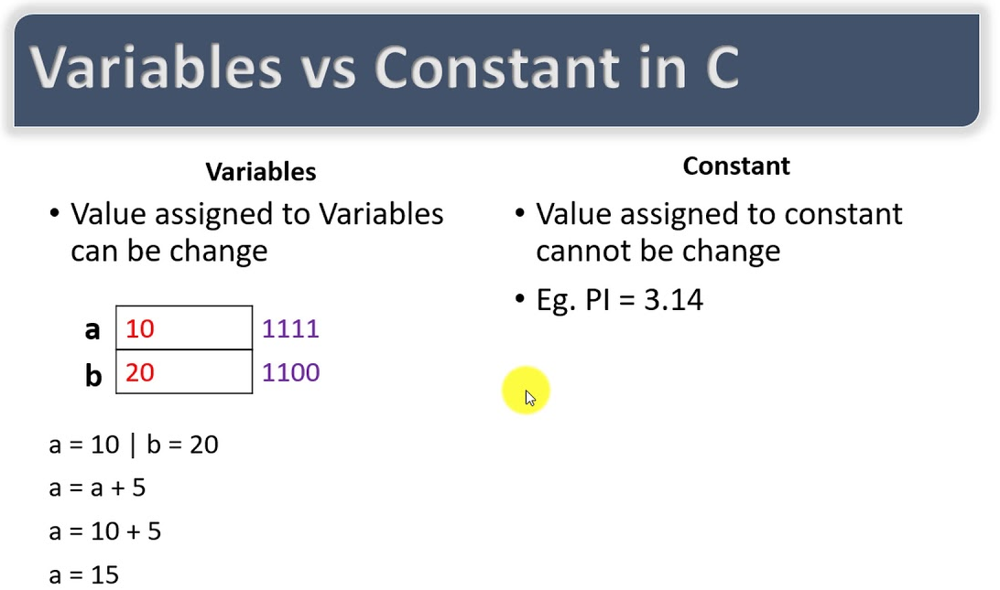 Variables vs Constant in C
Variables
• Value assigned to Variables
can be change
a 10 1111
b 20 1100
a = 10 | b = 20
a = a + 5
a = 10 + 5
a = 15
Constant
• Value assigned to constant
cannot be change
• Eg. PI = 3.14